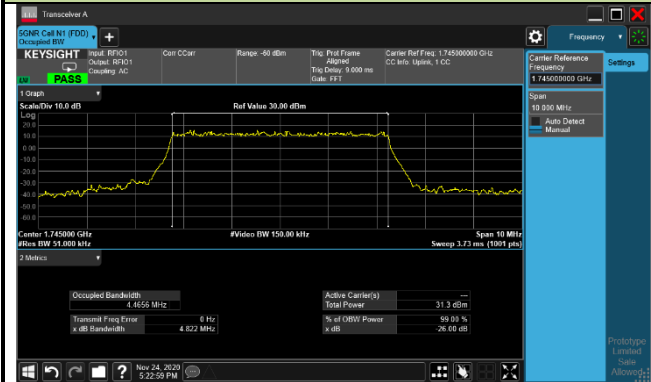 Transceiver A
5GNR Cell N1 (FDD)
Occupied BW
Frequency
KEYSIGHT
Input: RFIO1
Output: RFIO1
Coupling: AC
Corr CCorr
Range: -60 dBm
Trig: Prot Frame
Aligned
Trig Delay: 9.000 ms
Gate: FFT
Carrier Ref Freq: 1.745000000 GHz
CC Info: Uplink, 1 CC
PASS
Carrier Reference
Frequency
1.745000000 GHz
Settings
Span
10.000 MHz
Auto Detect
Manual
1 Graph
Scale/Div 10.0 dB
Ref Value 30.00 dBm
Log
20.0
10.0
0.00
-10.0
-20.0
-30.0
-40.0
-50.0
-60.0
Center 1.745000 GHz
#Video BW 150.00 kHz
Span 10 MHz
#Res BW 51.000 kHz
Sweep 3.73 ms (1001 pts)
2 Metrics
Occupied Bandwidth
4.4656 MHz
Active Carrier(s)
---
Total Power
31.3 dBm
Transmit Freq Error
0 Hz
% of OBW Power
99.00 %
x dB Bandwidth
4.822 MHz
x dB
-26.00 dB
Prototype
Limited
Sale
Allowed
?
Nov 24, 2020
5:22:59 PM